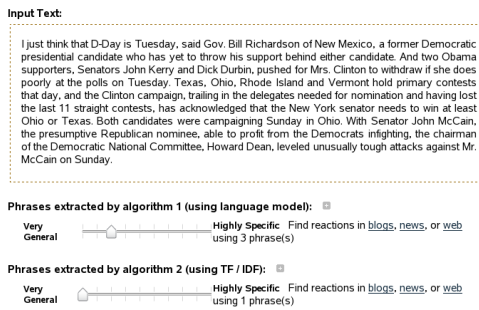 Input Text:
I just think that D-Day is Tuesday, said Gov. Bill Richardson of New Mexico, a former Democratic
presidential candidate who has yet to throw his support behind either candidate. And two Obama
supporters, Senators John Kerry and Dick Durbin, pushed for Mrs. Clinton to withdraw if she does
poorly at the polls on Tuesday. Texas, Ohio, Rhode Island and Vermont hold primary contests
that day, and the Clinton campaign, trailing in the delegates needed for nomination and having lost
the last 11 straight contests, has acknowledged that the New York senator needs to win at least
Ohio or Texas. Both candidates were campaigning Sunday in Ohio. With Senator John McCain,
the presumptive Republican nominee, able to profit from the Democrats infighting, the chairman
of the Democratic National Committee, Howard Dean, leveled unusually tough attacks against Mr.
McCain on Sunday.
Phrases extracted by algorithm 1 (using language model):
Very General
Highly Specific Find reactions in blogs, news, or web
using 3 phrase(s)
Phrases extracted by algorithm 2 (using TF / IDF):
Very General
Highly Specific Find reactions in blogs, news, or web
using 1 phrase(s)